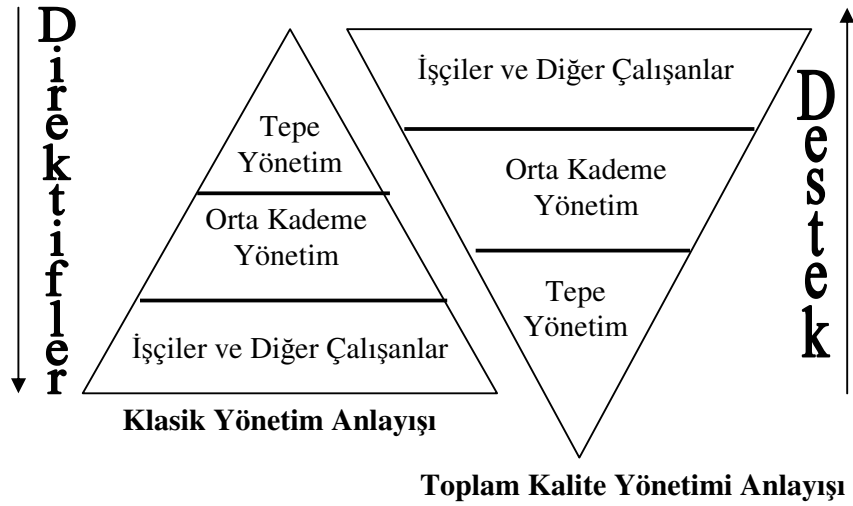 Direktifler
Tepe
Yönetim
Orta Kademe
Yönetim
İşçiler ve Diğer Çalışanlar
Klasik Yönetim Anlayışı
İşçiler ve Diğer Çalışanlar
Orta Kademe
Yönetim
Tepe
Yönetim
Destek
Toplam Kalite Yönetimi Anlayışı